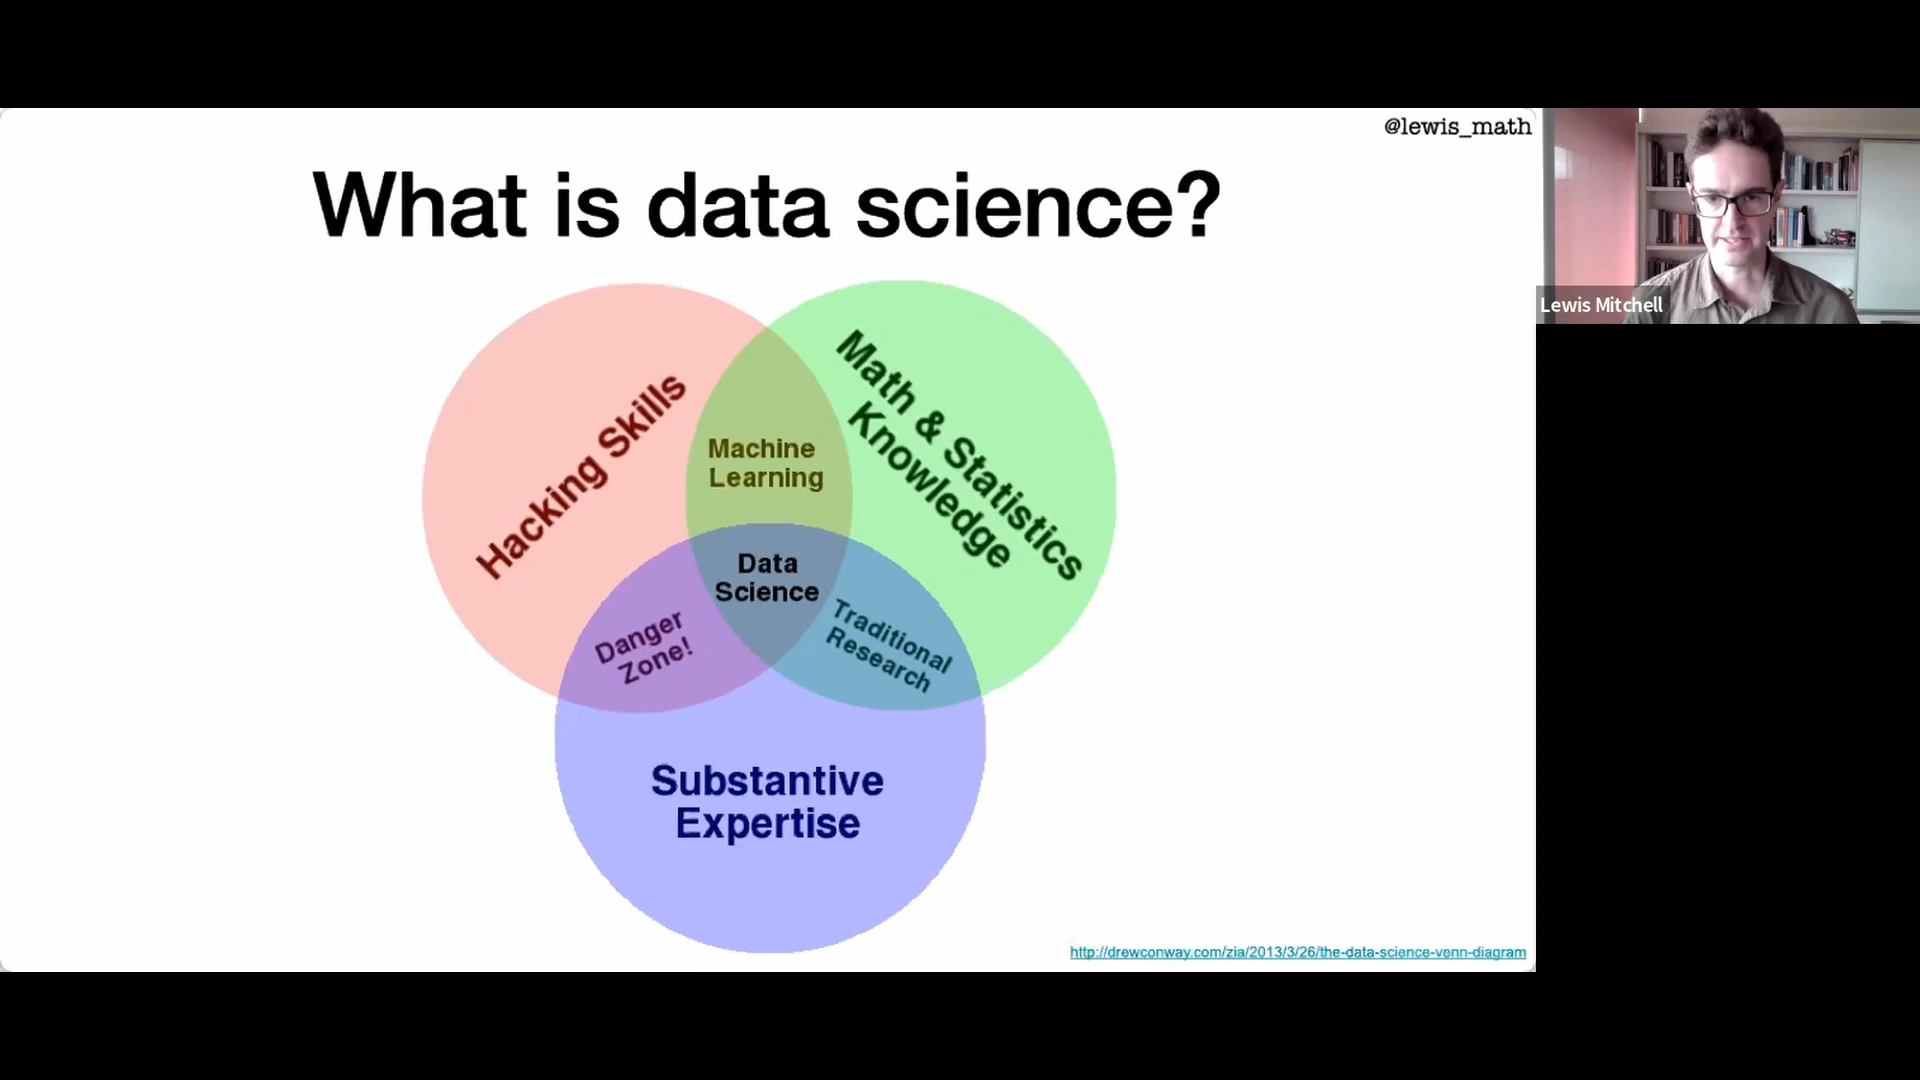 @lewis_math
What is data science?
Lewis Mitchell
Hacking Skills
Math & Statistics
Knowledge
Machine
Learning
Data
Science
Danger
Zone!
Traditional
Research
Substantive
Expertise
http://drewconway.com/zia/2013/3/26/the-data-science-venn-diagram